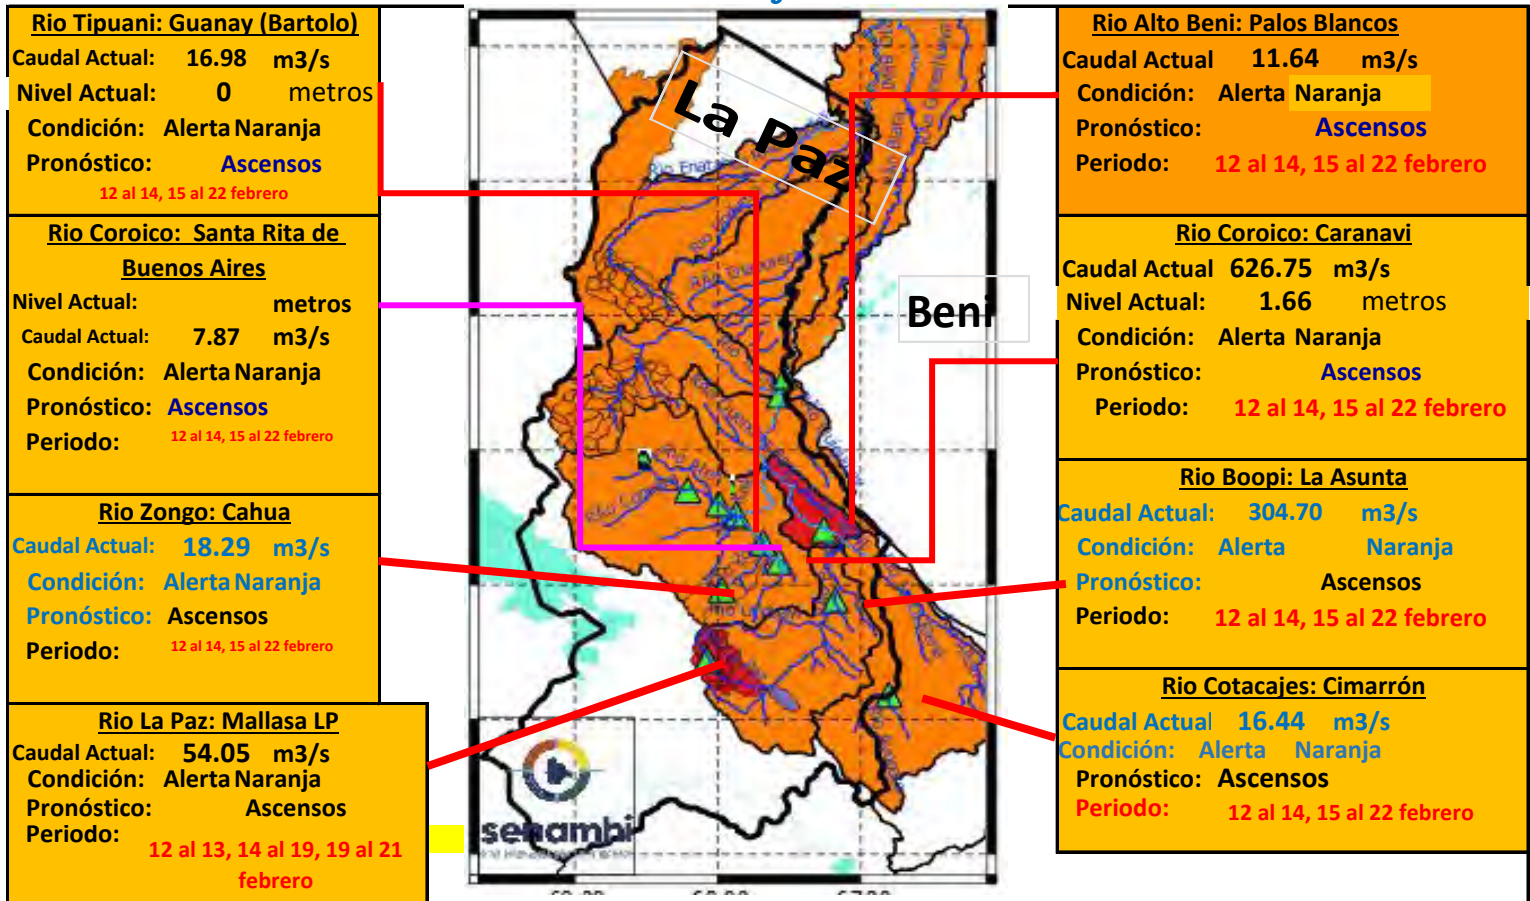 Rio Tipuani: Guanay (Bartolo)
Caudal Actual: 16.98 m3/s
Nivel Actual: 0 metros
Condición: Alerta Naranja
Pronóstico: Ascensos
12 al 14, 15 al 22 febrero
Rio Coroico: Santa Rita de
Buenos Aires
Nivel Actual: metros
Caudal Actual: 7.87 m3/s
Condición: Alerta Naranja
Pronóstico: Ascensos
Periodo: 12 al 14, 15 al 22 febrero
Rio Zongo: Cahua
Caudal Actual: 18.29 m3/s
Condición: Alerta Naranja
Pronóstico: Ascensos
Periodo: 12 al 14, 15 al 22 febrero
Rio La Paz: Mallasa LP
Caudal Actual: 54.05 m3/s
Condición: Alerta Naranja
Pronóstico: Ascensos
Periodo:
12 al 13, 14 al 19, 19 al 21
febrero
La Paz
Beni
senamhi
Rio Alto Beni: Palos Blancos
Caudal Actual 11.64 m3/s
Condición: Alerta Naranja
Pronóstico: Ascensos
Periodo: 12 al 14, 15 al 22 febrero
Rio Coroico: Caranavi
Caudal Actual 626.75 m3/s
Nivel Actual: 1.66 metros
Condición: Alerta Naranja
Pronóstico: Ascensos
Periodo: 12 al 14, 15 al 22 febrero
Rio Boopi: La Asunta
Caudal Actual: 304.70 m3/s
Condición: Alerta Naranja
Pronóstico: Ascensos
Periodo: 12 al 14, 15 al 22 febrero
Rio Cotacajes: Cimarrón
Caudal Actual 16.44 m3/s
Condición: Alerta Naranja
Pronóstico: Ascensos
Periodo: 12 al 14, 15 al 22 febrero